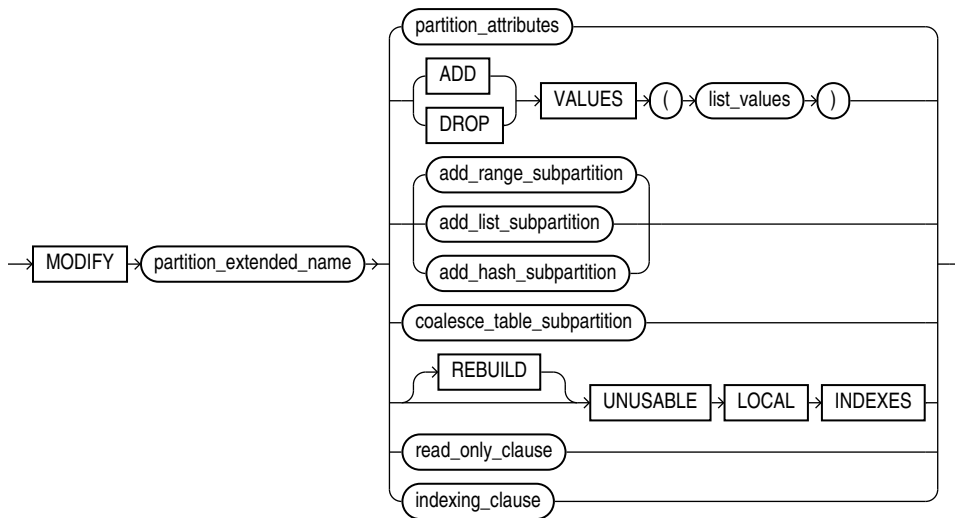 partition_attributes
ADD
DROP
VALUES ( list_values )
add_range_subpartition
add_list_subpartition
add_hash_subpartition
MODIFY partition_extended_name
coalesce_table_subpartition
REBUILD
UNUSABLE LOCAL INDEXES
read_only_clause
indexing_clause